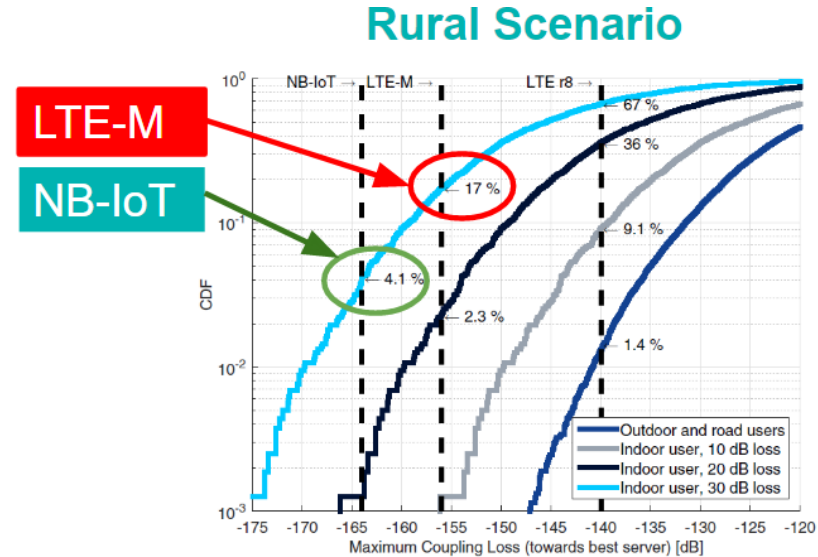 Rural Scenario
NB-IoT → LTE-M → LTE r8 →
LTE-M
NB-IoT
10⁰
10⁻¹
10⁻²
10⁻³
CDF
← 67 %
← 36 %
← 17 %
← 9.1 %
← 4.1 %
← 2.3 %
← 1.4 %
Outdoor and road users
Indoor user, 10 dB loss
Indoor user, 20 dB loss
Indoor user, 30 dB loss
-175 -170 -165 -160 -155 -150 -145 -140 -135 -130 -125 -120
Maximum Coupling Loss (towards best server) [dB]